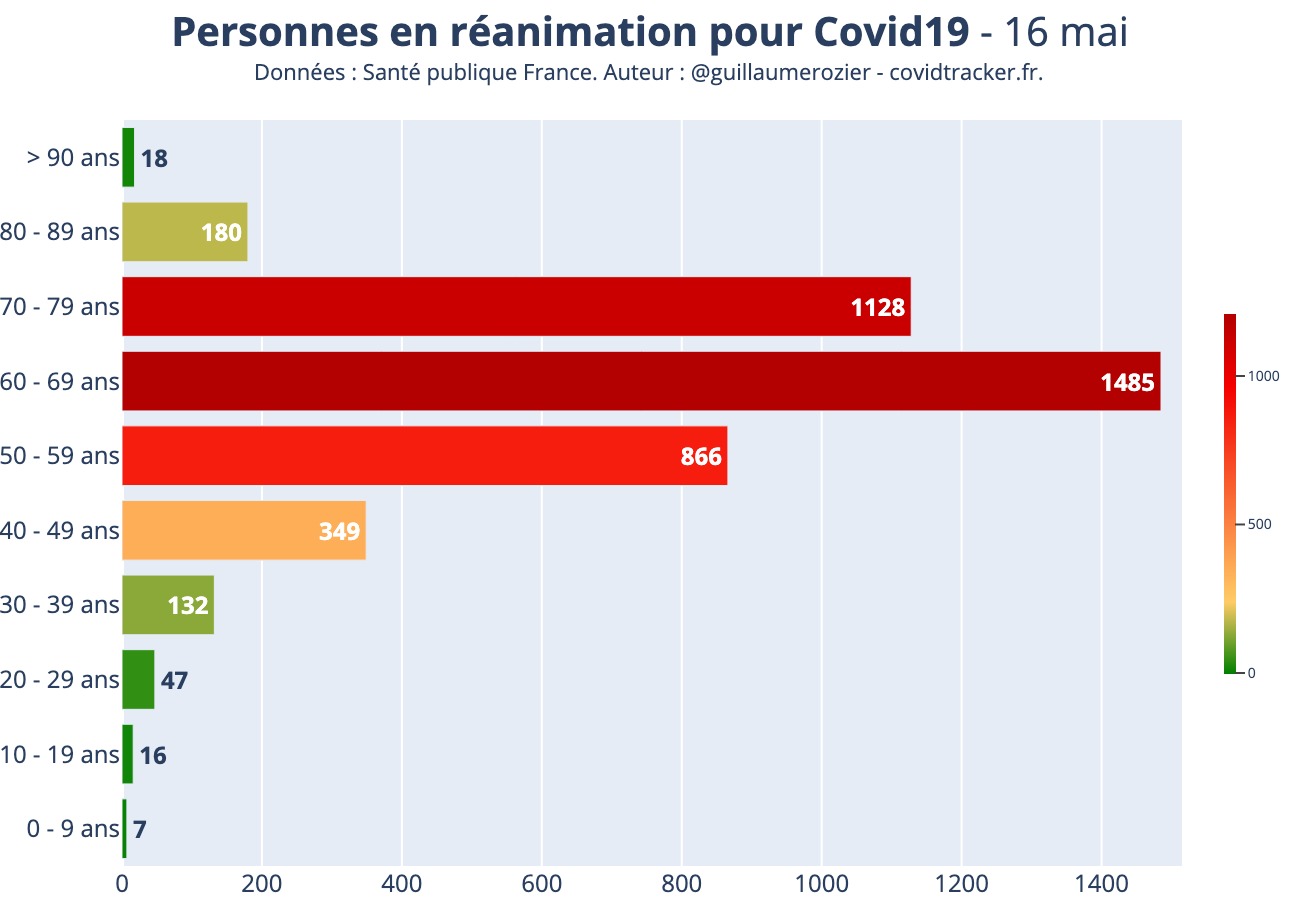 Personnes en réanimation pour Covid19 - 16 mai
Données : Santé publique France. Auteur : @guillaumerozier - covidtracker.fr.
> 90 ans 18
80 - 89 ans 180
70 - 79 ans 1128
60 - 69 ans 1485
50 - 59 ans 866
40 - 49 ans 349
30 - 39 ans 132
20 - 29 ans 47
10 - 19 ans 16
0 - 9 ans 7
0 200 400 600 800 1000 1200 1400
1000
500
0